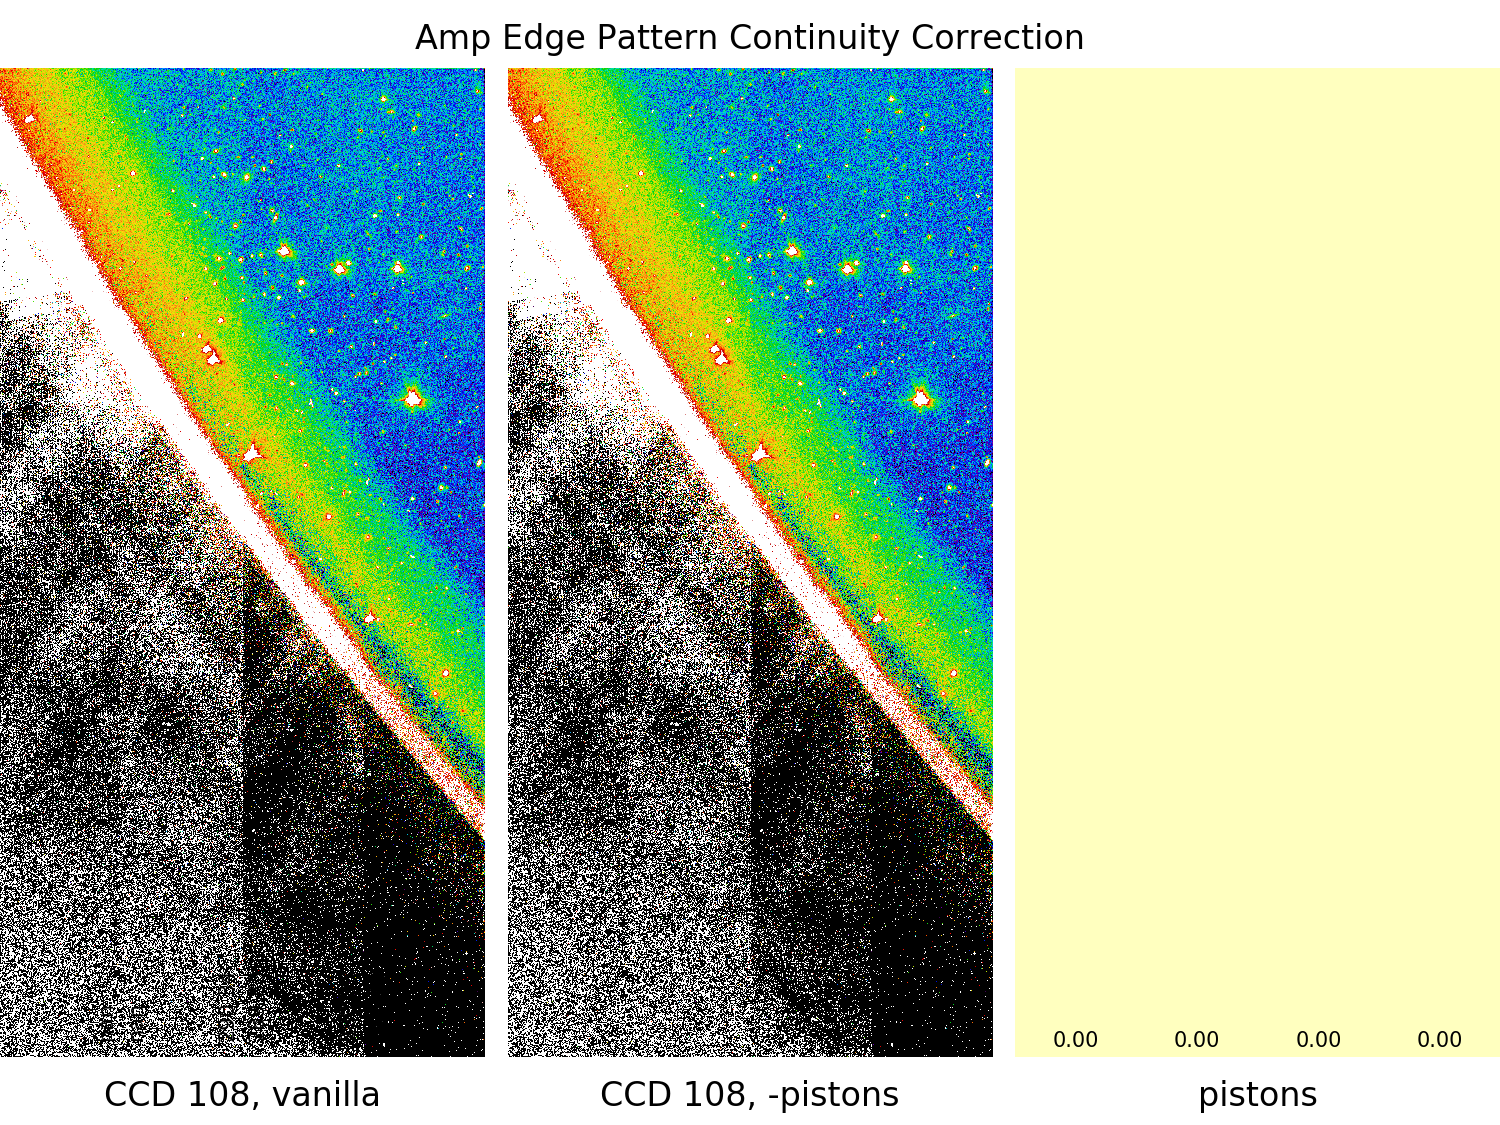 Amp Edge Pattern Continuity Correction
0.00 0.00 0.00 0.00
CCD 108, vanilla CCD 108, -pistons pistons